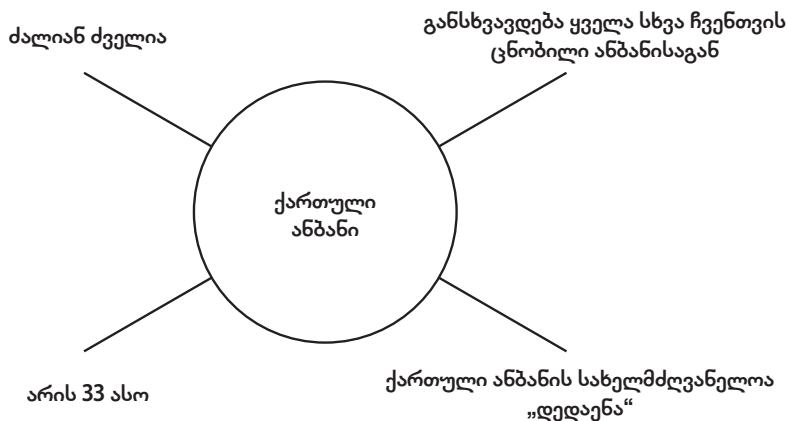 ძალიან ძველია
განსხვავდება ყველა სხვა ჩვენთვის
ცნობილი ანბანისაგან
ქართული
ანბანი
არის 33 ასო
ქართული ანბანის სახელმძღვანელოა
„დედაენა“